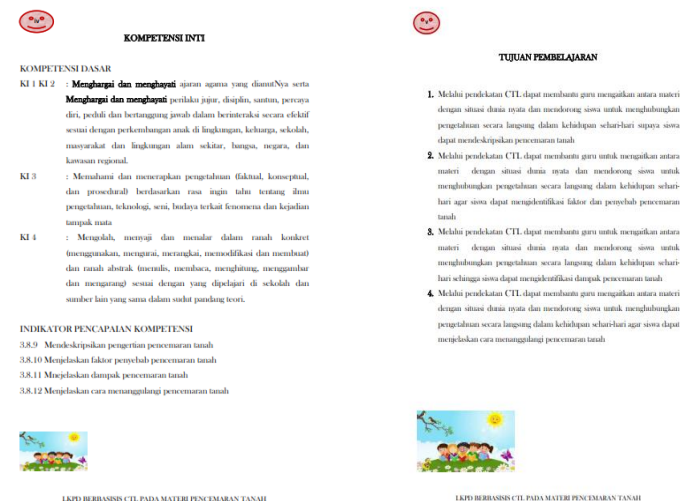 KOMPETENSI INTI
KOMPETENSI DASAR
KI 1 KI 2 : Menghargai dan menghayati ajaran agama yang dianutNya serta
Menghargai dan menghayati perilaku jujur, disiplin, santun, percaya
diri, peduli dan bertanggung jawab dalam berinteraksi secara efektif
sesuai dengan perkembangan anak di lingkungan, keluarga, sekolah,
masyarakat dan lingkungan alam sekitar, bangsa, negara, dan
kawasan regional.
KI 3 : Memahami dan menerapkan pengetahuan (faktual, konseptual,
dan prosedural) berdasarkan rasa ingin tahu tentang ilmu
pengetahuan, teknologi, seni, budaya terkait fenomena dan kejadian
tampak mata
KI 4 : Mengolah, menyaji dan menalar dalam ranah konkret
(menggunakan, mengurai, merangkai, memodifikasi dan membuat)
dan ranah abstrak (menulis, membaca, menghitung, menggambar
dan mengarang) sesuai dengan yang dipelajari di sekolah dan
sumber lain yang sama dalam sudut pandang teori.
INDIKATOR PENCAPAIAN KOMPETENSI
3.8.9 Mendeskripsikan pengertian pencemaran tanah
3.8.10 Menjelaskan faktor penyebab pencemaran tanah
3.8.11 Mnejelaskan dampak pencemaran tanah
3.8.12 Menjelaskan cara menanggulangi pencemaran tanah
LKPD BERBASISIS CTL PADA MATERI PENCEMARAN TANAH
TUJUAN PEMBELAJARAN
1. Melalui pendekatan CTL dapat membantu guru mengaitkan antara materi
dengan situasi dunia nyata dan mendorong siswa untuk menghubungkan
pengetahuan secara langsung dalam kehidupan sehari-hari supaya siswa
dapat mendeskripsikan pencemaran tanah
2. Melalui pendekatan CTL dapat membantu guru untuk mengaitkan antara
materi dengan situasi dunia nyata dan mendorong siswa untuk
menghubungkan pengetahuan secara langsung dalam kehidupan sehari-
hari agar siswa dapat mengidentifikasi faktor dan penyebab pencemaran
tanah
3. Melalui pendekatan CTL dapat membantu guru untuk mengaitkan antara
materi dengan situasi dunia nyata dan mendorong siswa untuk
menghubungkan pengetahuan secara langsung dalam kehidupan sehari-
hari sehingga siswa dapat mengidentifikasi dampak pencemaran tanah
4. Melalui pendekatan CTL dapat membantu guru mengaitkan antara materi
dengan situasi dunia nyata dan mendorong siswa untuk menghubungkan
pengetahuan secara langsung dalam kehidupan sehari-hari agar siswa dapat
menjelaskan cara menanggulangi pencemaran tanah
LKPD BERBASISIS CTL PADA MATERI PENCEMARAN TANAH